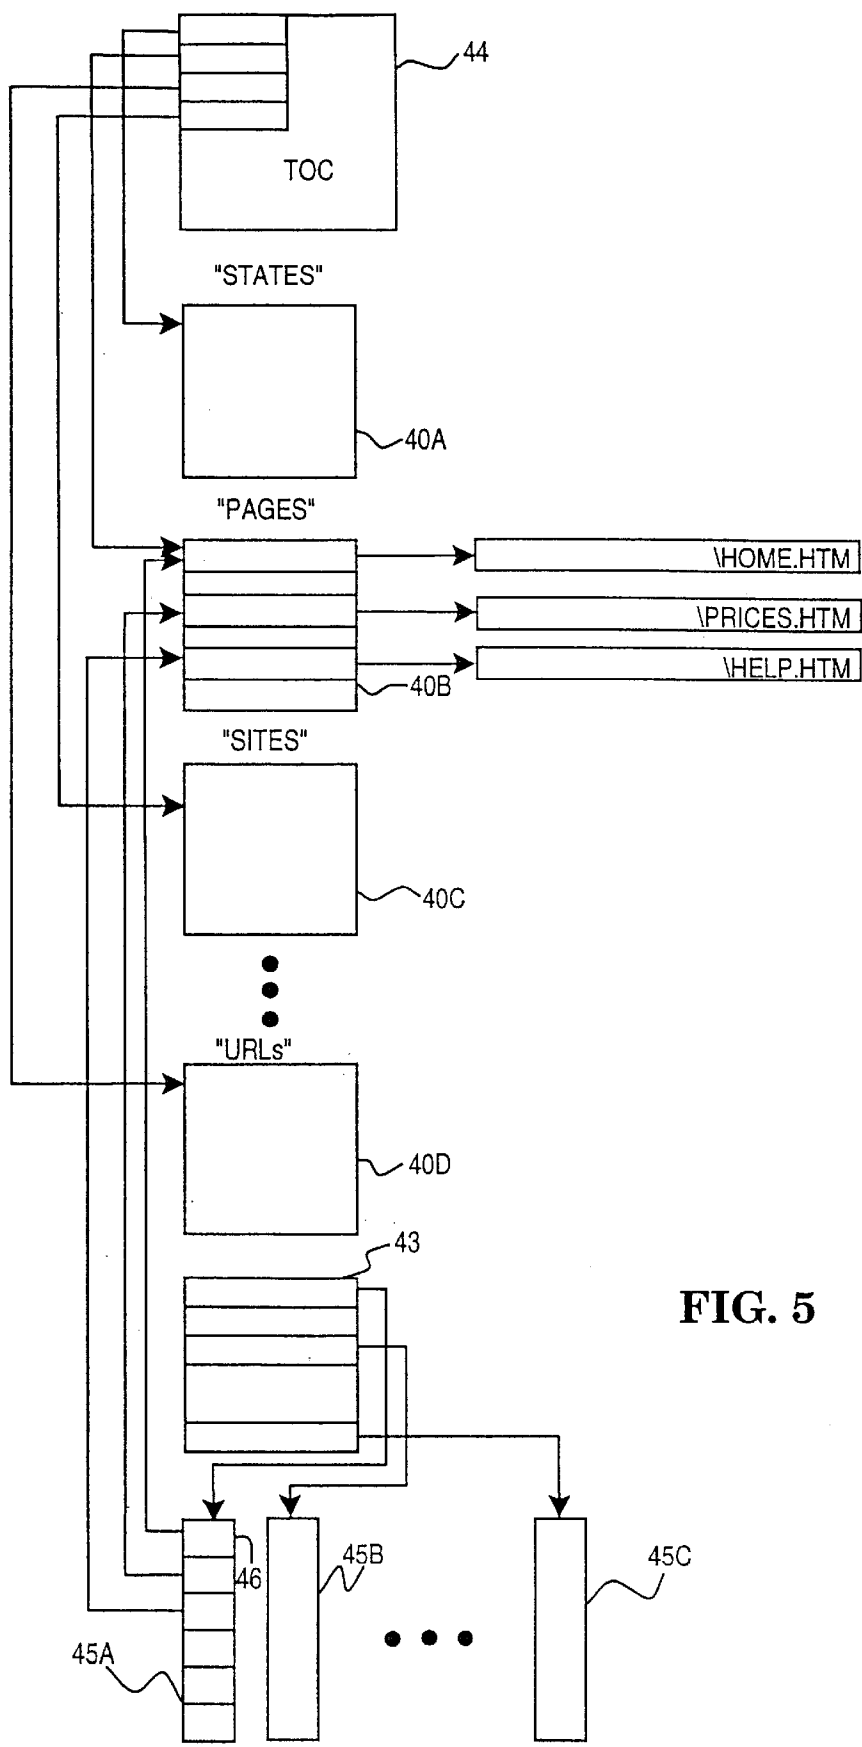 44
TOC
"STATES"
40A
"PAGES"
\HOME.HTM
\PRICES.HTM
\HELP.HTM
40B
"SITES"
40C
"URLs"
40D
43
FIG. 5
46
45B
45C
45A